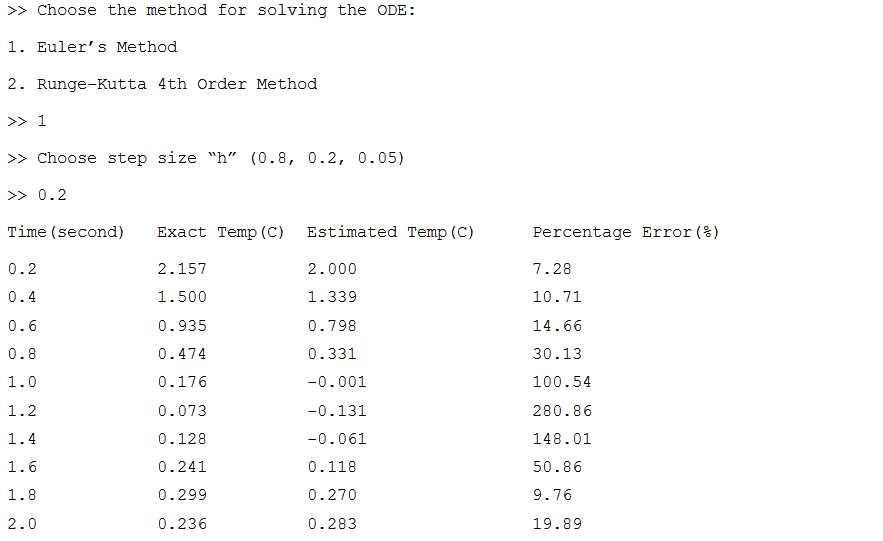 >> Choose the method for solving the ODE:
1. Euler’s Method
2. Runge-Kutta 4th Order Method
>> 1
>> Choose step size “h” (0.8, 0.2, 0.05)
>> 0.2
Time(second) Exact Temp(C) Estimated Temp(C) Percentage Error(%)
0.2 2.157 2.000 7.28
0.4 1.500 1.339 10.71
0.6 0.935 0.798 14.66
0.8 0.474 0.331 30.13
1.0 0.176 -0.001 100.54
1.2 0.073 -0.131 280.86
1.4 0.128 -0.061 148.01
1.6 0.241 0.118 50.86
1.8 0.299 0.270 9.76
2.0 0.236 0.283 19.89